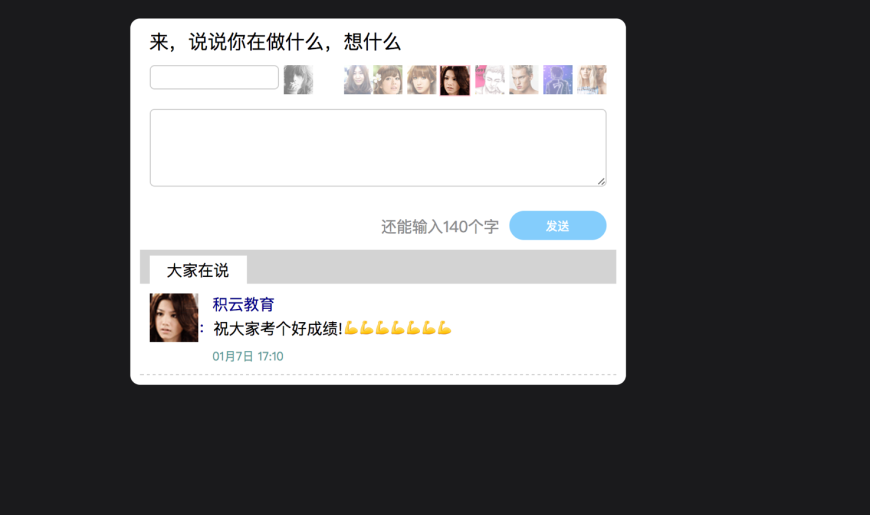 来，说说你在做什么，想什么
还能输入140个字
发送
大家在说
积云教育
：祝大家考个好成绩!💪💪💪💪💪💪💪
01月7日 17:10